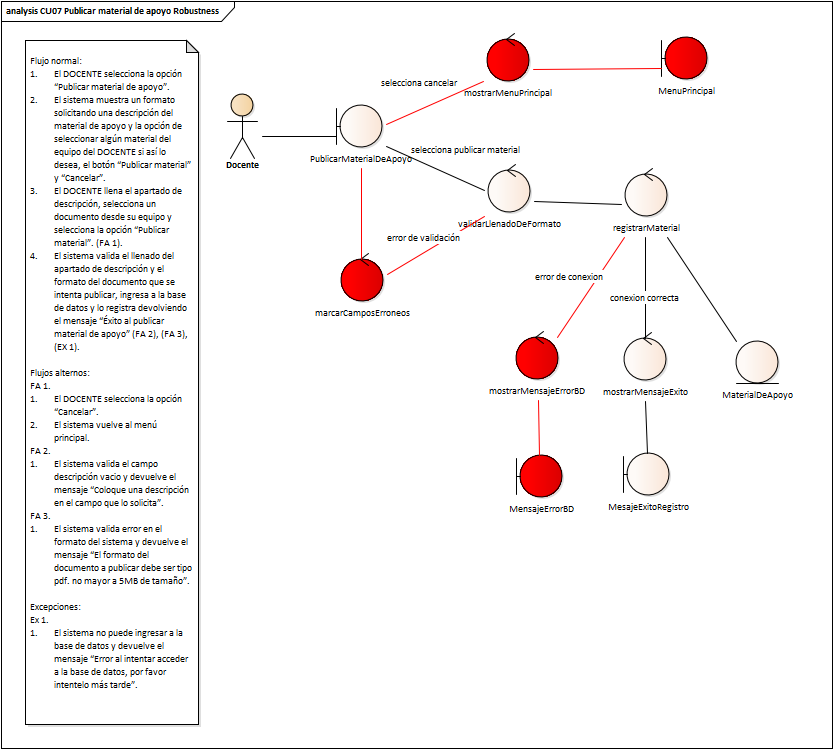 analysis CU07 Publicar material de apoyo Robustness
Flujo normal:
1. El DOCENTE selecciona la opción
"Publicar material de apoyo".
2. El sistema muestra un formato
solicitando una descripción del
material de apoyo y la opción de
seleccionar algún material del
equipo del DOCENTE si así lo
desea, el botón "Publicar material"
y "Cancelar".
3. El DOCENTE llena el apartado de
descripción, selecciona un
documento desde su equipo y
selecciona la opción "Publicar
material". (FA 1).
4. El sistema valida el llenado del
apartado de descripción y el
formato del documento que se
intenta publicar, ingresa a la base
de datos y lo registra devolviendo
el mensaje "Éxito al publicar
material de apoyo" (FA 2), (FA 3),
(EX 1).
Flujos alternos:
FA 1.
1. El DOCENTE selecciona la opción
"Cancelar".
2. El sistema vuelve al menú
principal.
FA 2.
1. El sistema valida el campo
descripción vacio y devuelve el
mensaje "Coloque una descripción
en el campo que lo solicita".
FA 3.
1. El sistema valida error en el
formato del sistema y devuelve el
mensaje "El formato del
documento a publicar debe ser tipo
pdf. no mayor a 5MB de tamaño".
Excepciones:
Ex 1.
1. El sistema no puede ingresar a la
base de datos y devuelve el
mensaje "Error al intentar acceder
a la base de datos, por favor
intentelo más tarde".
selecciona cancelar
mostrarMenuPrincipal
MenuPrincipal
Docente
PublicarMaterialDeApoyo
selecciona publicar material
validarLlenadoDeFormato
registrarMaterial
error de validación
marcarCamposErroneos
error de conexion
conexion correcta
mostrarMensajeErrorBD
mostrarMensajeExito
MaterialDeApoyo
MensajeErrorBD
MesajeExitoRegistro